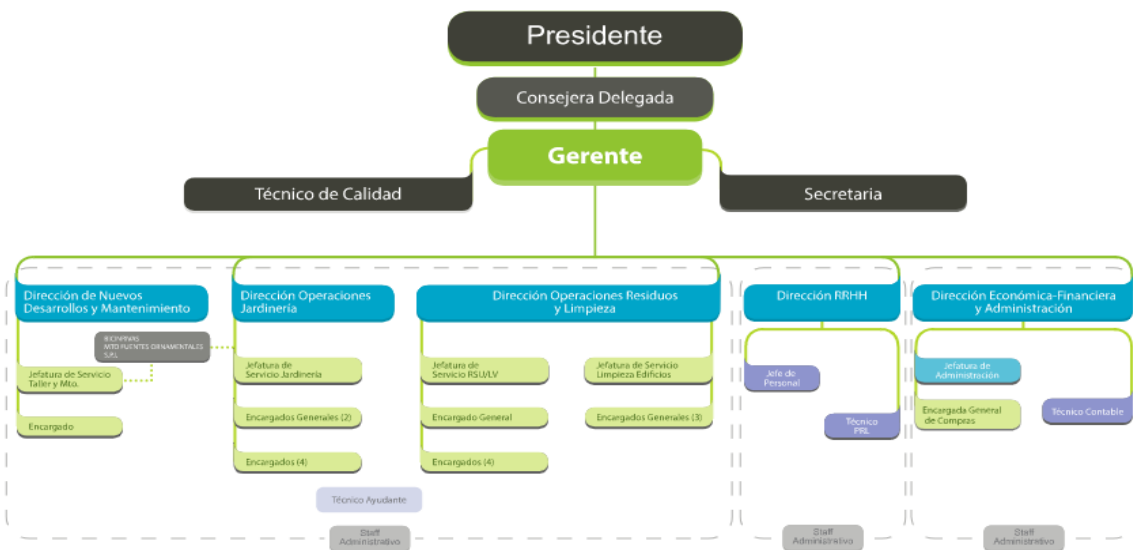 Presidente
Consejera Delegada
Gerente
Técnico de Calidad
Secretaria
Dirección de Nuevos
Desarrollos y Mantenimiento
Dirección Operaciones
Jardinería
Dirección Operaciones Residuos
y Limpieza
Dirección RRHH
Dirección Económica-Financiera
y Administración
MTO FUENTES ORNAMENTALES
S.R.L
Jefatura de Servicio
Taller y Mto.
Encargado
Jefatura de
Servicio Jardinería
Encargados Generales (2)
Encargados (4)
Jefatura de
Servicio RSU/LV
Encargado General
Encargados (4)
Jefatura de Servicio
Limpieza Edificios
Encargados Generales (3)
Jefe de
Personal
Técnico
PRL
Jefatura de
Administración
Encargada General
de Compras
Técnico Contable
Técnico Ayudante
Staff
Administrativo
Staff
Administrativo
Staff
Administrativo